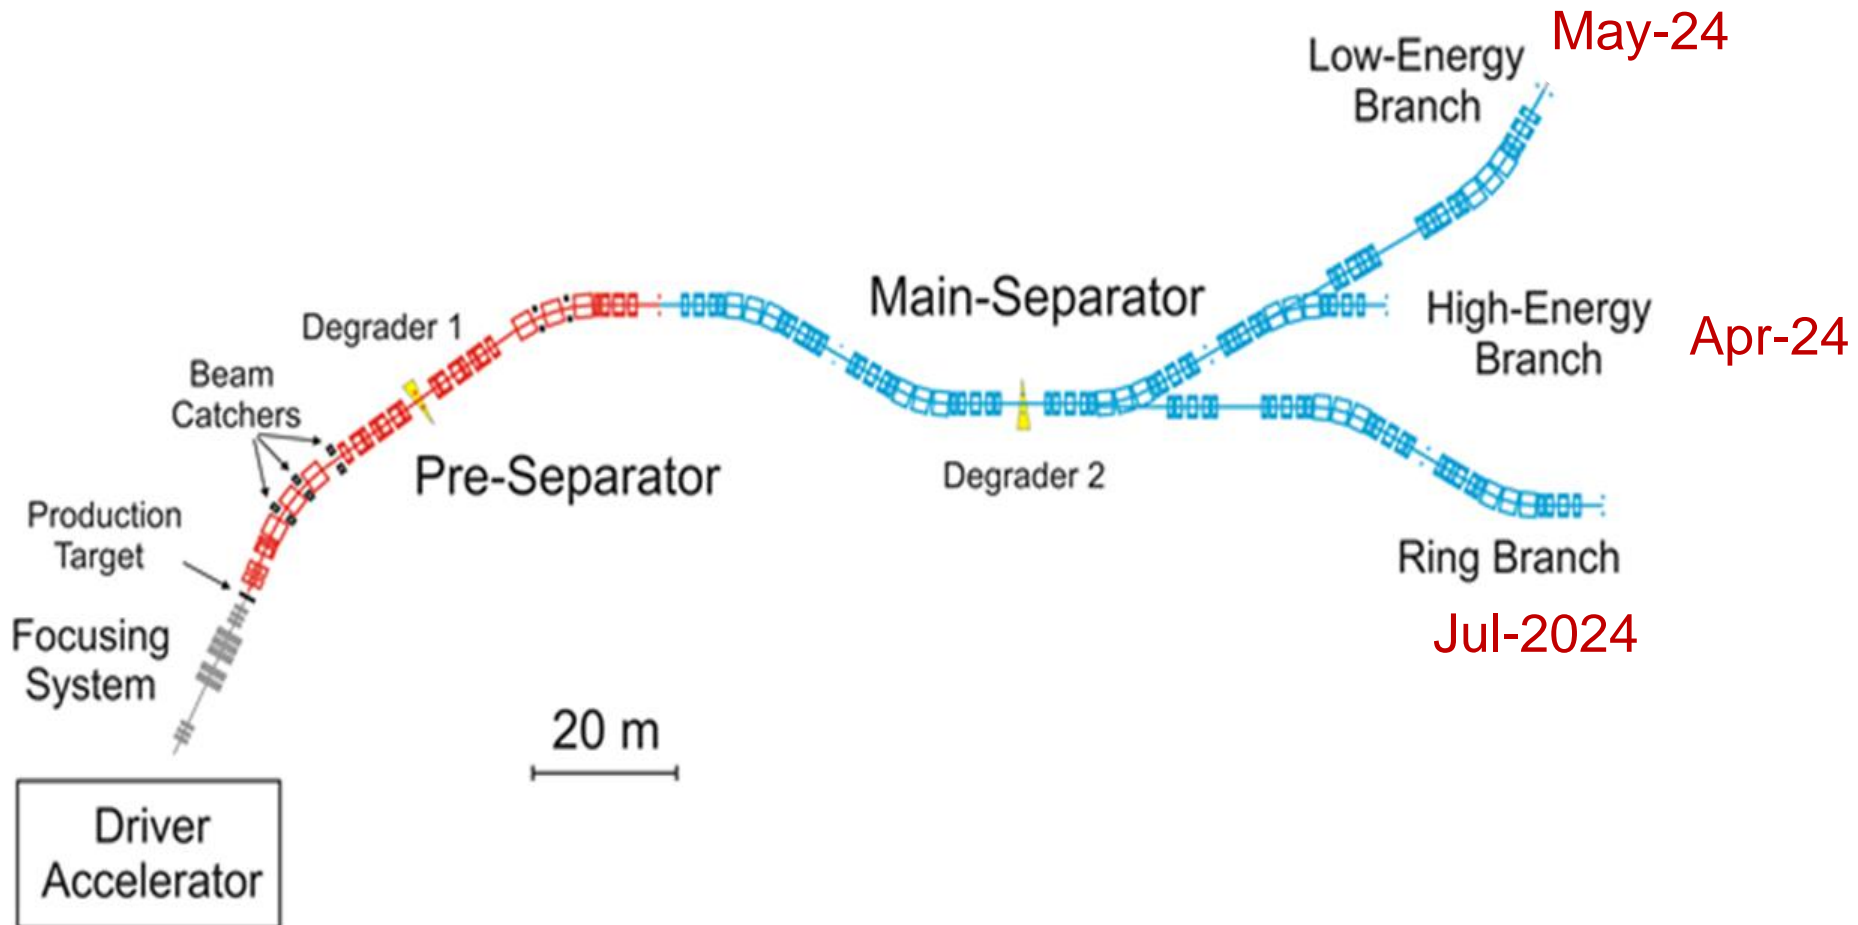 May-24
Low-Energy
Branch
Main-Separator
High-Energy
Branch
Apr-24
Degrader 1
Beam
Catchers
Pre-Separator
Degrader 2
Production
Target
Ring Branch
Jul-2024
Focusing
System
20 m
Driver
Accelerator